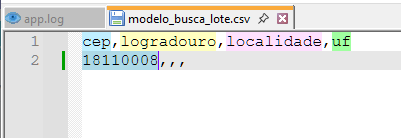 app.log modelo_busca_lote.csv
1 cep,logradouro,localidade,uf
2 18110008,,,